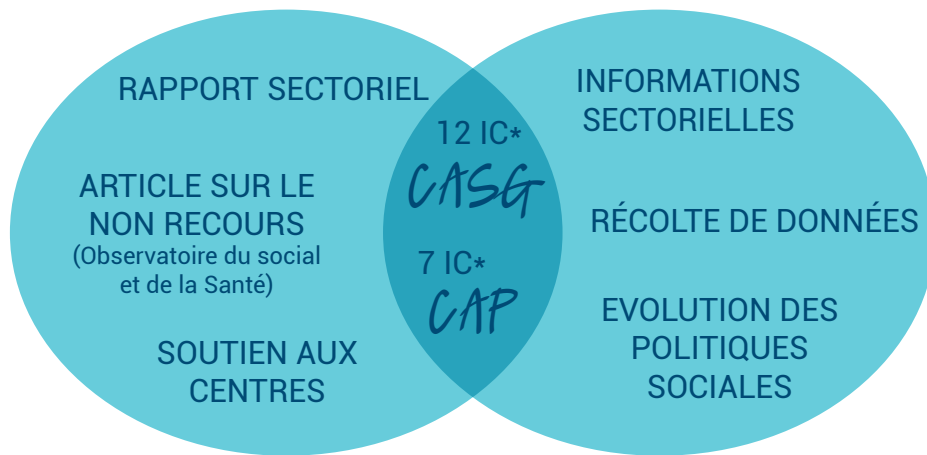 RAPPORT SECTORIEL
ARTICLE SUR LE
NON RECOURS
(Observatoire du social
et de la Santé)
SOUTIEN AUX
CENTRES
12 IC*
CASG
7 IC*
CAP
INFORMATIONS
SECTORIELLES
RÉCOLTE DE DONNÉES
EVOLUTION DES
POLITIQUES
SOCIALES